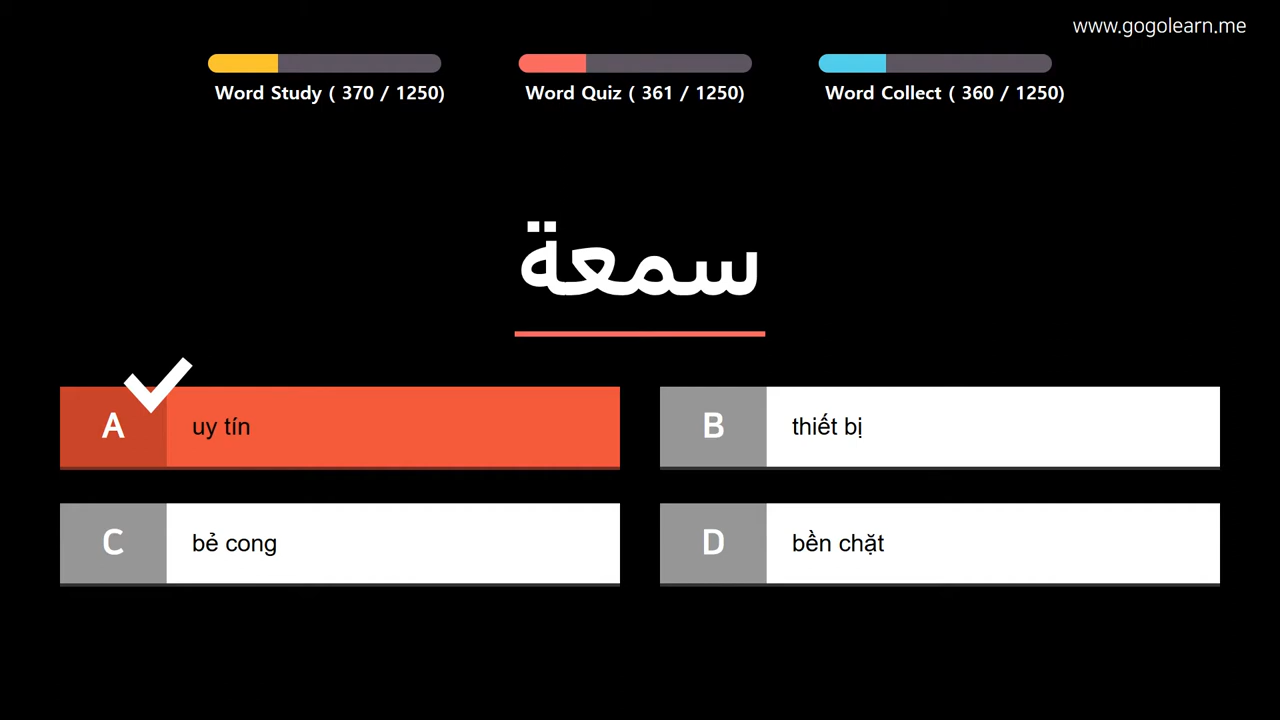 www.gogolearn.me
Word Study ( 370 / 1250)
Word Quiz ( 361 / 1250)
Word Collect ( 360 / 1250)
سمعة
A uy tín
B thiết bị
C bẻ cong
D bền chặt